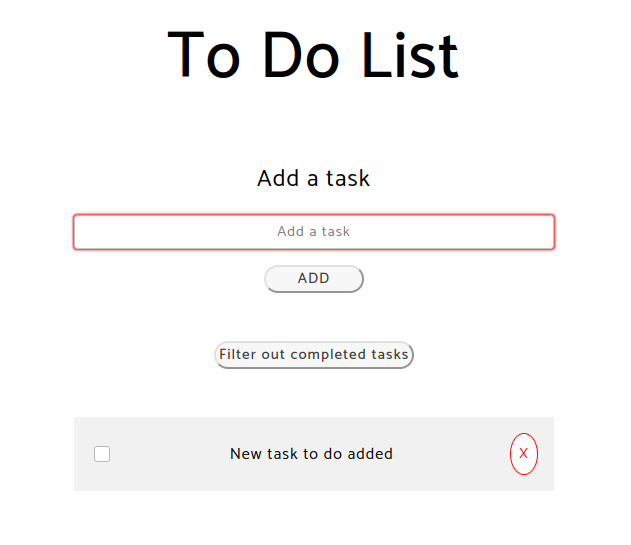 To Do List
Add a task
Add a task
ADD
Filter out completed tasks
New task to do added
X